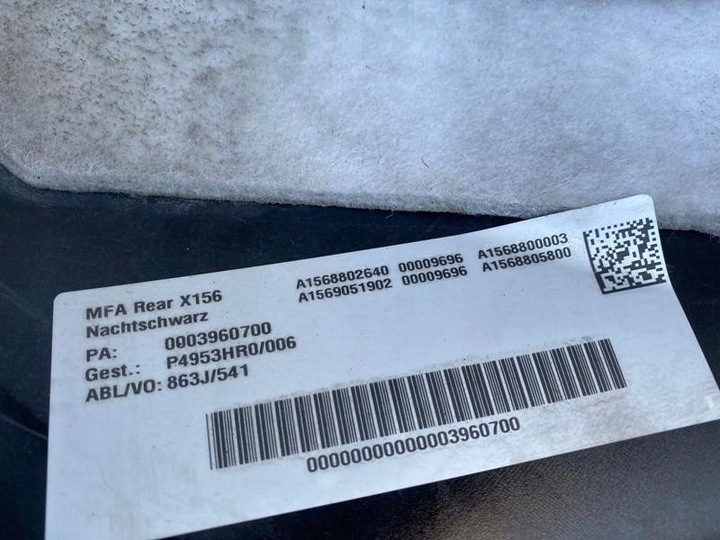 MFA Rear X156
Nachtschwarz
PA: 0003960700
Gest.: P4953HR0/006
ABL/VO: 863J/541
A1568802640 00009696 A1568800003
A1569051902 00009696 A1568805800
00000000000003960700